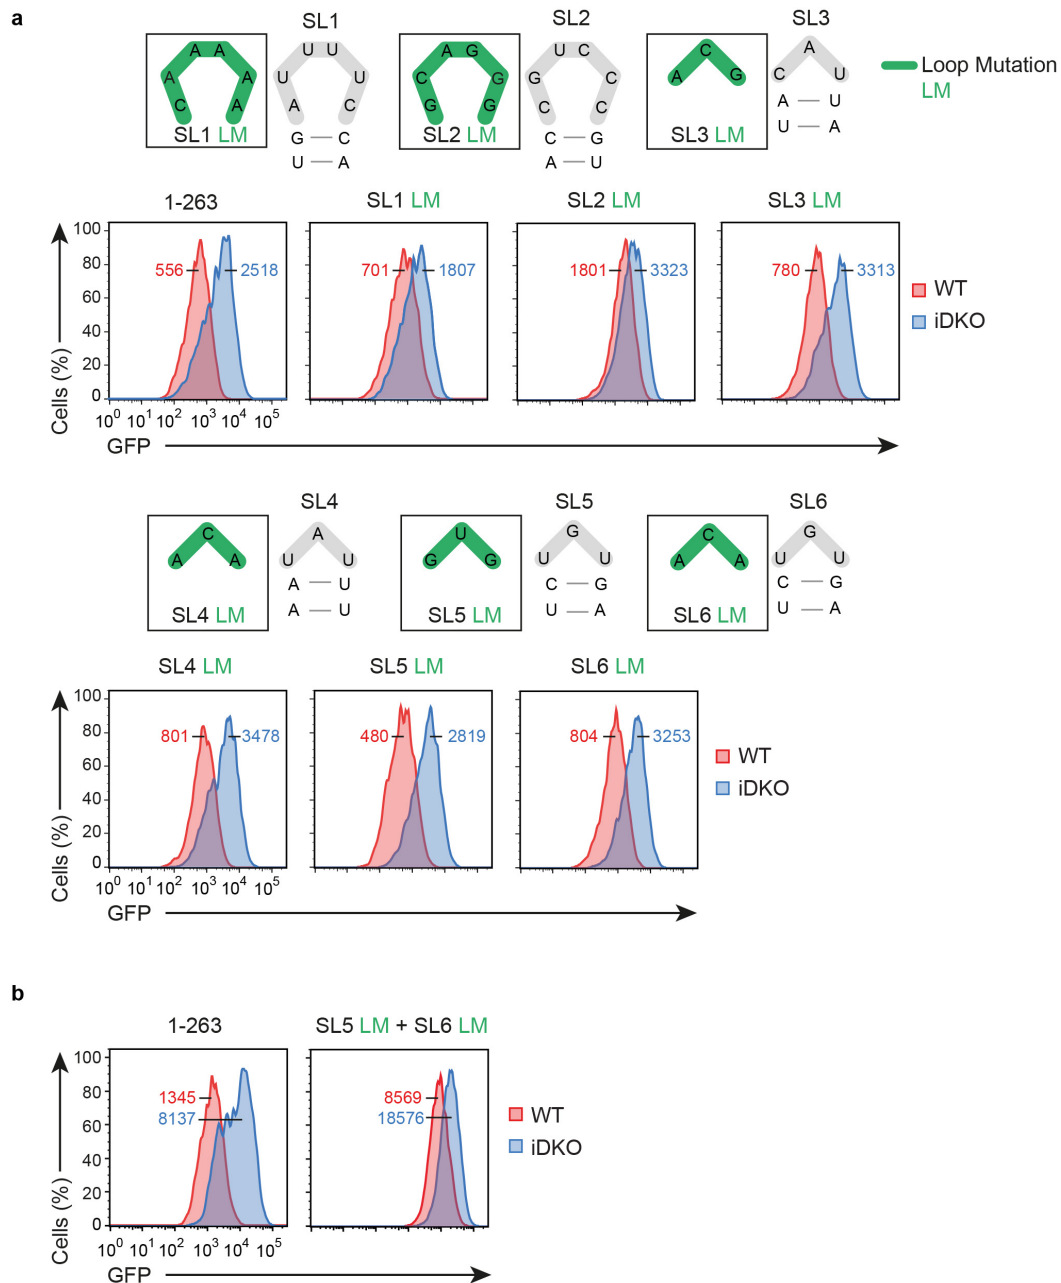 a
SL1 SL2 SL3
A A A A C A
SL1 LM
U U U A U C
G — C
U — A
G C A G G G
SL2 LM
C G U C C C
C — G
A — U
A C G
SL3 LM
C A U
A — U
U — A
Loop Mutation
LM
1-263 SL1 LM SL2 LM SL3 LM
100
80
60
40
20
0
Cells (%)
556 2518
701 1807
1801 3323
780 3313
WT
iDKO
10⁰ 10¹ 10² 10³ 10⁴ 10⁵
GFP
SL4 SL5 SL6
A C A
SL4 LM
U A U
A — U
A — U
G U G
SL5 LM
U G U
C — G
U — A
A C A
SL6 LM
U G U
C — G
U — A
SL4 LM SL5 LM SL6 LM
100
80
60
40
20
0
Cells (%)
801 3478
480 2819
804 3253
WT
iDKO
10⁰ 10¹ 10² 10³ 10⁴ 10⁵
GFP
b
1-263 SL5 LM + SL6 LM
100
80
60
40
20
0
Cells (%)
1345
8137
8569
18576
WT
iDKO
10⁰ 10¹ 10² 10³ 10⁴ 10⁵
GFP